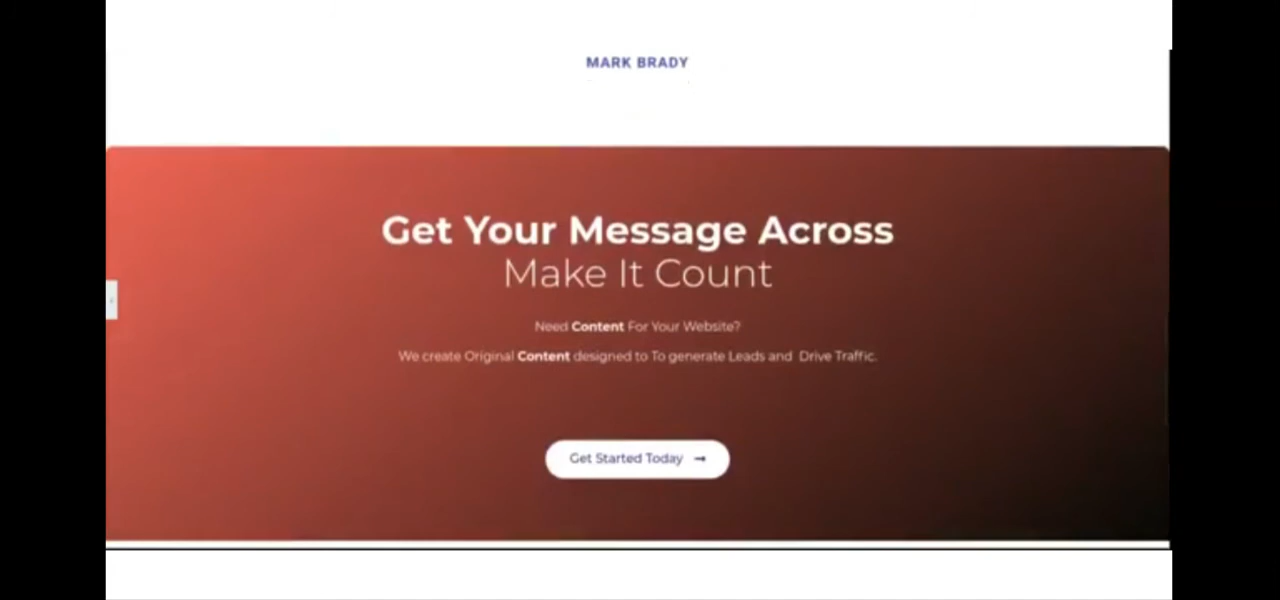 MARK BRADY
Get Your Message Across
Make It Count
Need Content For Your Website?
We create Original Content designed to To generate Leads and Drive Traffic.
Get Started Today →